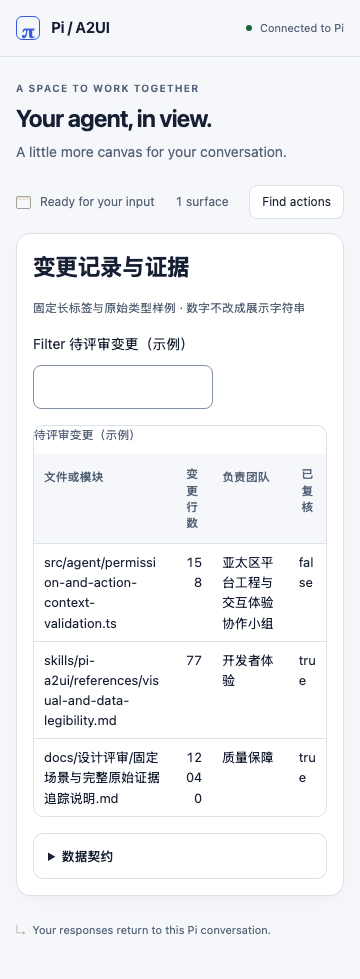 π Pi / A2UI Connected to Pi
A SPACE TO WORK TOGETHER
Your agent, in view.
A little more canvas for your conversation.
Ready for your input 1 surface Find actions
变更记录与证据
固定长标签与原始类型样例 · 数字不改成展示字符串
Filter 待评审变更（示例）
待评审变更（示例）
文件或模块 变 负责团队 已
更 复
行 核
数
src/agent/permissi 15 亚太区平 fal
on-and-action- 8 台工程与 se
context- 交互体验
validation.ts 协作小组
skills/pi- 77 开发者体 tru
a2ui/references/vis 验 e
ual-and-data-
legibility.md
docs/设计评审/固定 12 质量保障 tru
场景与完整原始证据 04 e
追踪说明.md 0
▶ 数据契约
Your responses return to this Pi conversation.